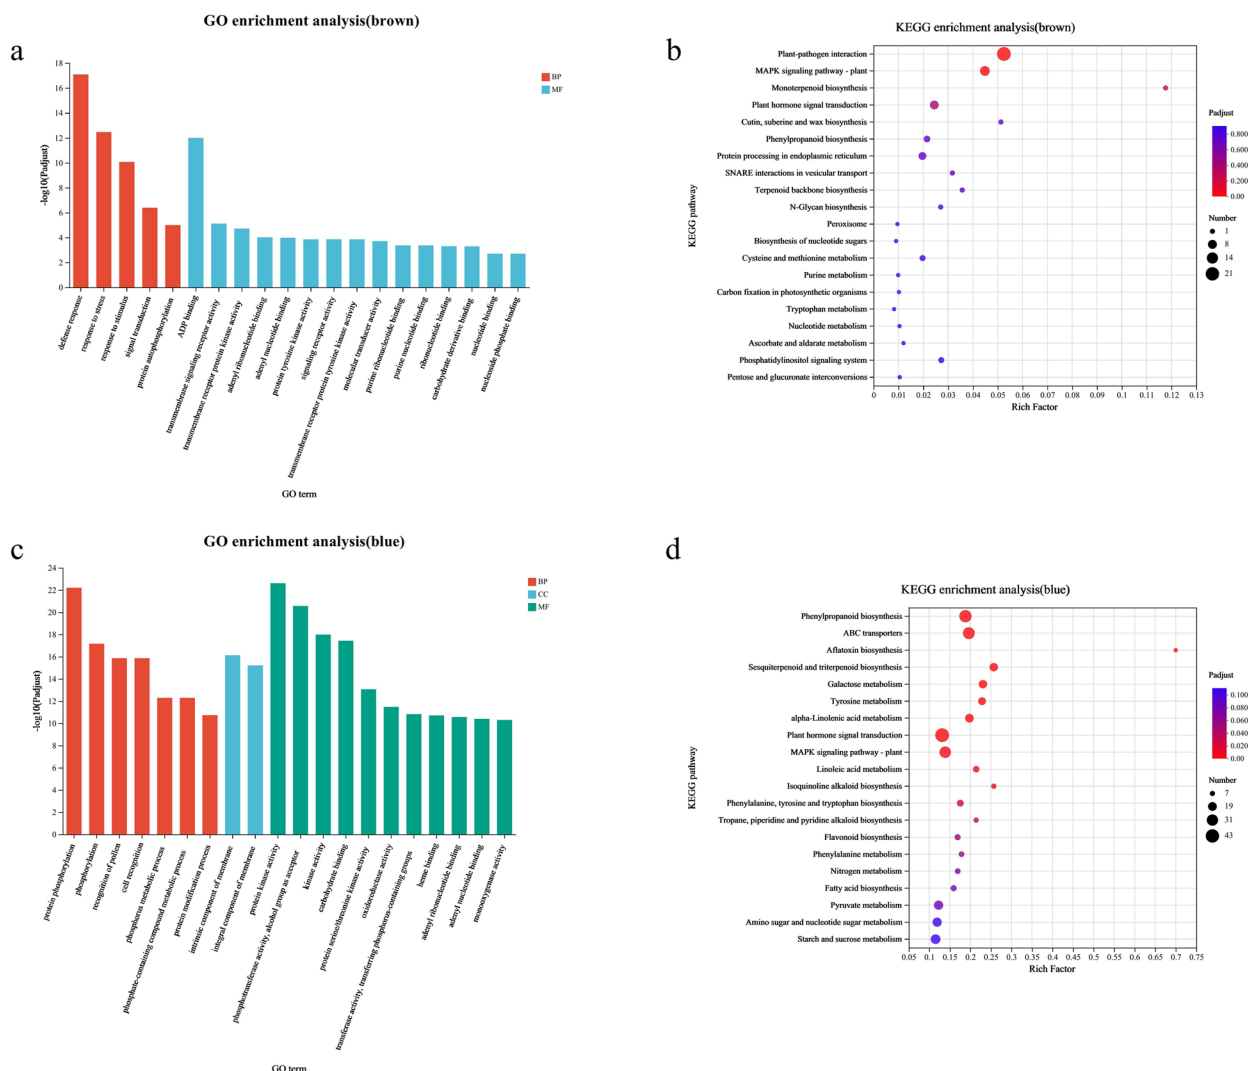 GO enrichment analysis(brown)
a
18
16
14
12
10
8
6
4
2
0
-log10(Padjust)
BP
MF
defense response
response to stress
response to stimulus
signal transduction
protein autophosphorylation
ADP binding
transmembrane signaling receptor activity
transmembrane receptor protein kinase activity
adenyl ribonucleotide binding
adenyl nucleotide binding
protein tyrosine kinase activity
signaling receptor activity
transmembrane receptor protein tyrosine kinase activity
molecular transducer activity
purine ribonucleotide binding
purine nucleotide binding
ribonucleotide binding
carbohydrate derivative binding
nucleotide binding
nucleoside phosphate binding
GO term
KEGG enrichment analysis(brown)
b
KEGG pathway
Plant-pathogen interaction
MAPK signaling pathway - plant
Monoterpenoid biosynthesis
Plant hormone signal transduction
Cutin, suberine and wax biosynthesis
Phenylpropanoid biosynthesis
Protein processing in endoplasmic reticulum
SNARE interactions in vesicular transport
Terpenoid backbone biosynthesis
N-Glycan biosynthesis
Peroxisome
Biosynthesis of nucleotide sugars
Cysteine and methionine metabolism
Purine metabolism
Carbon fixation in photosynthetic organisms
Tryptophan metabolism
Nucleotide metabolism
Ascorbate and aldarate metabolism
Phosphatidylinositol signaling system
Pentose and glucuronate interconversions
0 0.01 0.02 0.03 0.04 0.05 0.06 0.07 0.08 0.09 0.1 0.11 0.12 0.13
Rich Factor
Padjust
0.800
0.600
0.400
0.200
0.00
Number
1
8
14
21
GO enrichment analysis(blue)
c
24
22
20
18
16
14
12
10
8
6
4
2
0
-log10(Padjust)
BP
CC
MF
protein phosphorylation
phosphorylation
recognition of pollen
cell recognition
phosphorus metabolic process
phosphate-containing compound metabolic process
protein modification process
intrinsic component of membrane
integral component of membrane
protein kinase activity
phosphotransferase activity, alcohol group as acceptor
kinase activity
carbohydrate binding
protein serine/threonine kinase activity
oxidoreductase activity
transferase activity, transferring phosphorus-containing groups
heme binding
adenyl ribonucleotide binding
adenyl nucleotide binding
monooxygenase activity
GO term
KEGG enrichment analysis(blue)
d
KEGG pathway
Phenylpropanoid biosynthesis
ABC transporters
Aflatoxin biosynthesis
Sesquiterpenoid and triterpenoid biosynthesis
Galactose metabolism
Tyrosine metabolism
alpha-Linolenic acid metabolism
Plant hormone signal transduction
MAPK signaling pathway - plant
Linoleic acid metabolism
Isoquinoline alkaloid biosynthesis
Phenylalanine, tyrosine and tryptophan biosynthesis
Tropane, piperidine and pyridine alkaloid biosynthesis
Flavonoid biosynthesis
Phenylalanine metabolism
Nitrogen metabolism
Fatty acid biosynthesis
Pyruvate metabolism
Amino sugar and nucleotide sugar metabolism
Starch and sucrose metabolism
0.05 0.1 0.15 0.2 0.25 0.3 0.35 0.4 0.45 0.5 0.55 0.6 0.65 0.7 0.75
Rich Factor
Padjust
0.100
0.080
0.060
0.040
0.020
0.00
Number
7
19
31
43